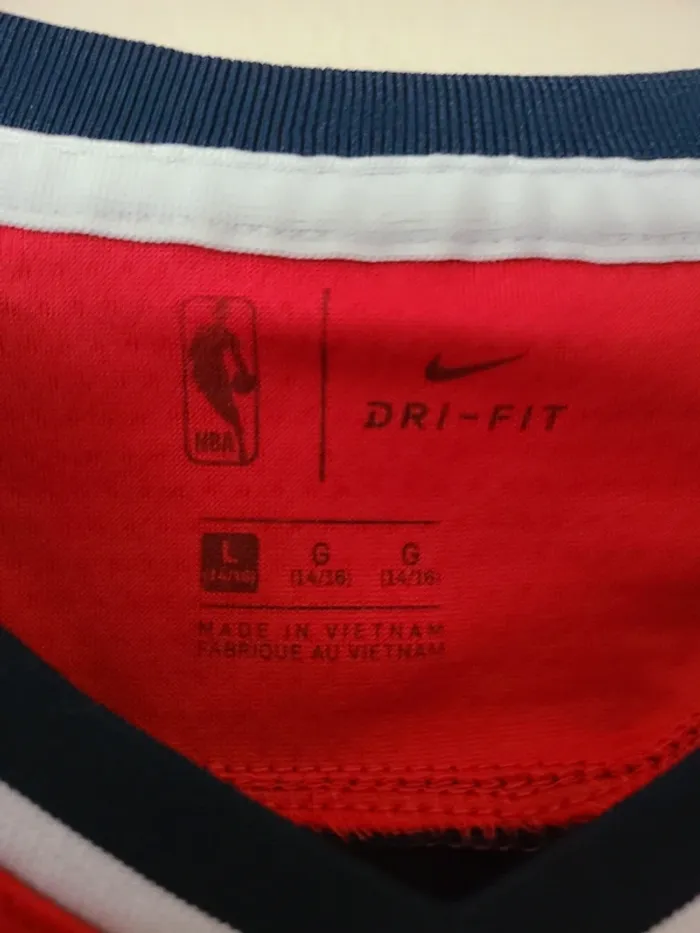 NBA
DRI-FIT
L G G
(14/16) (14/16) (14/16)
MADE IN VIETNAM
FABRIQUE AU VIETNAM